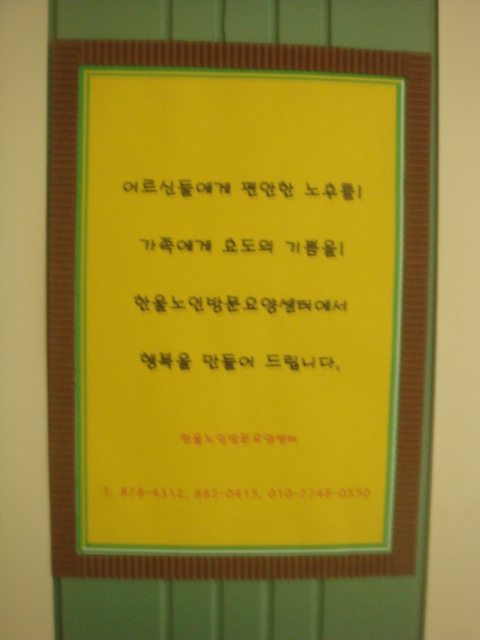 어르신들에게 편안한 노후를!
가족에게 효도의 기쁨을!
한울노인방문요양센터에서
행복을 만들어 드립니다.
한울노인방문요양센터
T. 878-4312, 882-0415, 010-7748-0550